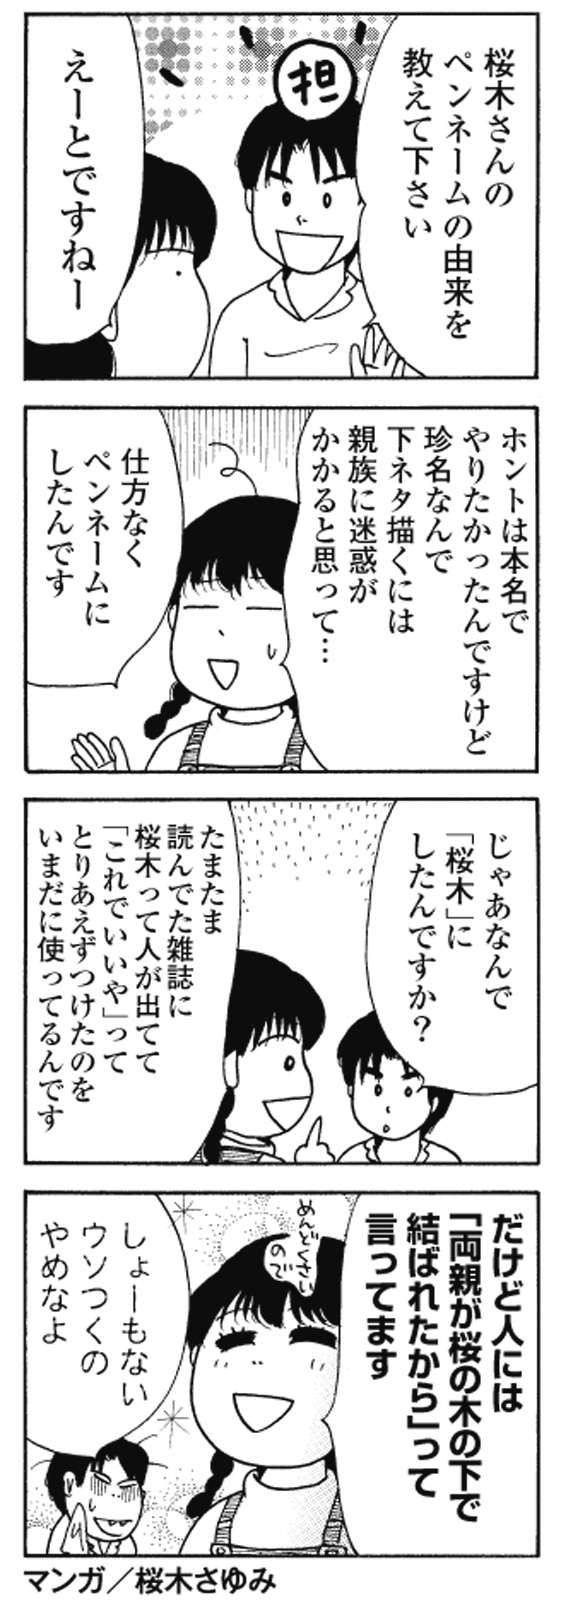 桜木さんの
ペンネームの由来を
教えて下さい
担
えーとですねー
ホントは本名で
やりたかったんですけど
珍名なんで
下ネタ描くには
親族に迷惑が
かかると思って…
仕方なく
ペンネームに
したんです
じゃあなんで
「桜木」に
したんですか?
たまたま
読んでた雑誌に
桜木って人が出てて
「これでいいや」って
とりあえずつけたのを
いまだに使ってるんです
だけど人には
「両親が桜の木の下で
結ばれたから」って
言ってます
めんどくさい
ので
しょーもない
ウソつくの
やめなよ
マンガ/桜木さゆみ